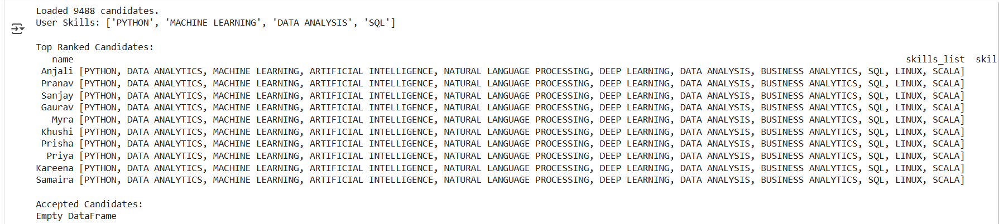 Loaded 9488 candidates.
User Skills: ['PYTHON', 'MACHINE LEARNING', 'DATA ANALYSIS', 'SQL']
Top Ranked Candidates:
name skills_list skil
Anjali [PYTHON, DATA ANALYTICS, MACHINE LEARNING, ARTIFICIAL INTELLIGENCE, NATURAL LANGUAGE PROCESSING, DEEP LEARNING, DATA ANALYSIS, BUSINESS ANALYTICS, SQL, LINUX, SCALA]
Pranav [PYTHON, DATA ANALYTICS, MACHINE LEARNING, ARTIFICIAL INTELLIGENCE, NATURAL LANGUAGE PROCESSING, DEEP LEARNING, DATA ANALYSIS, BUSINESS ANALYTICS, SQL, LINUX, SCALA]
Sanjay [PYTHON, DATA ANALYTICS, MACHINE LEARNING, ARTIFICIAL INTELLIGENCE, NATURAL LANGUAGE PROCESSING, DEEP LEARNING, DATA ANALYSIS, BUSINESS ANALYTICS, SQL, LINUX, SCALA]
Gaurav [PYTHON, DATA ANALYTICS, MACHINE LEARNING, ARTIFICIAL INTELLIGENCE, NATURAL LANGUAGE PROCESSING, DEEP LEARNING, DATA ANALYSIS, BUSINESS ANALYTICS, SQL, LINUX, SCALA]
Myra [PYTHON, DATA ANALYTICS, MACHINE LEARNING, ARTIFICIAL INTELLIGENCE, NATURAL LANGUAGE PROCESSING, DEEP LEARNING, DATA ANALYSIS, BUSINESS ANALYTICS, SQL, LINUX, SCALA]
Khushi [PYTHON, DATA ANALYTICS, MACHINE LEARNING, ARTIFICIAL INTELLIGENCE, NATURAL LANGUAGE PROCESSING, DEEP LEARNING, DATA ANALYSIS, BUSINESS ANALYTICS, SQL, LINUX, SCALA]
Prisha [PYTHON, DATA ANALYTICS, MACHINE LEARNING, ARTIFICIAL INTELLIGENCE, NATURAL LANGUAGE PROCESSING, DEEP LEARNING, DATA ANALYSIS, BUSINESS ANALYTICS, SQL, LINUX, SCALA]
Priya [PYTHON, DATA ANALYTICS, MACHINE LEARNING, ARTIFICIAL INTELLIGENCE, NATURAL LANGUAGE PROCESSING, DEEP LEARNING, DATA ANALYSIS, BUSINESS ANALYTICS, SQL, LINUX, SCALA]
Kareena [PYTHON, DATA ANALYTICS, MACHINE LEARNING, ARTIFICIAL INTELLIGENCE, NATURAL LANGUAGE PROCESSING, DEEP LEARNING, DATA ANALYSIS, BUSINESS ANALYTICS, SQL, LINUX, SCALA]
Samaira [PYTHON, DATA ANALYTICS, MACHINE LEARNING, ARTIFICIAL INTELLIGENCE, NATURAL LANGUAGE PROCESSING, DEEP LEARNING, DATA ANALYSIS, BUSINESS ANALYTICS, SQL, LINUX, SCALA]
Accepted Candidates:
Empty DataFrame